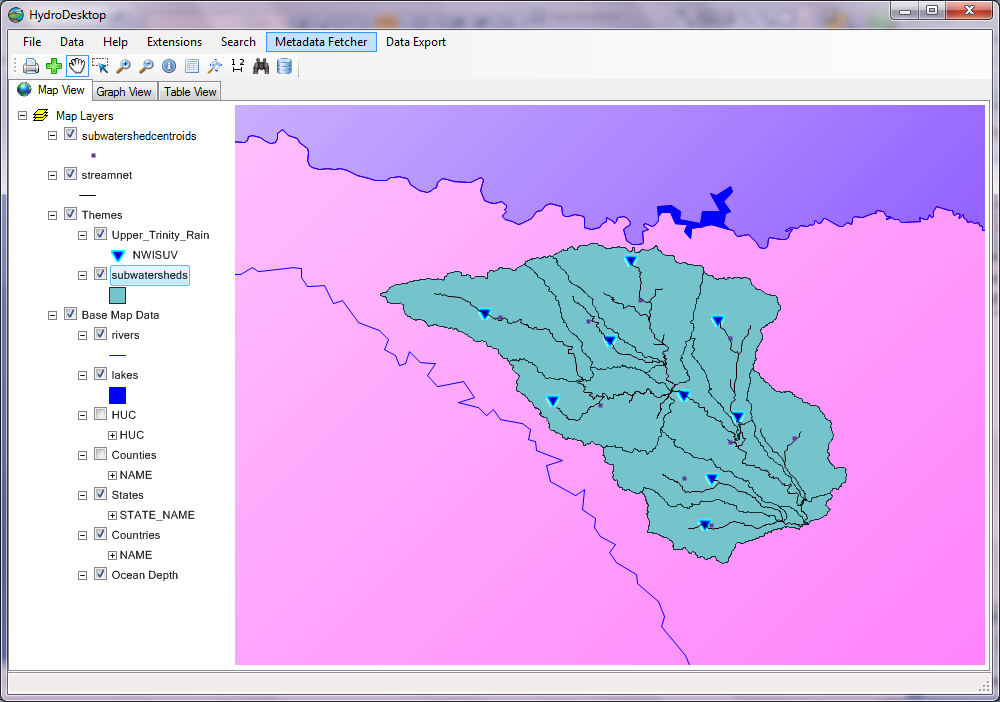 HydroDesktop
File Data Help Extensions Search Metadata Fetcher Data Export
1 2
Map View Graph View Table View
Map Layers
subwatershedcentroids
streamnet
Themes
Upper_Trinity_Rain
NWISUV
subwatersheds
Base Map Data
rivers
lakes
HUC
HUC
Counties
NAME
States
STATE_NAME
Countries
NAME
Ocean Depth